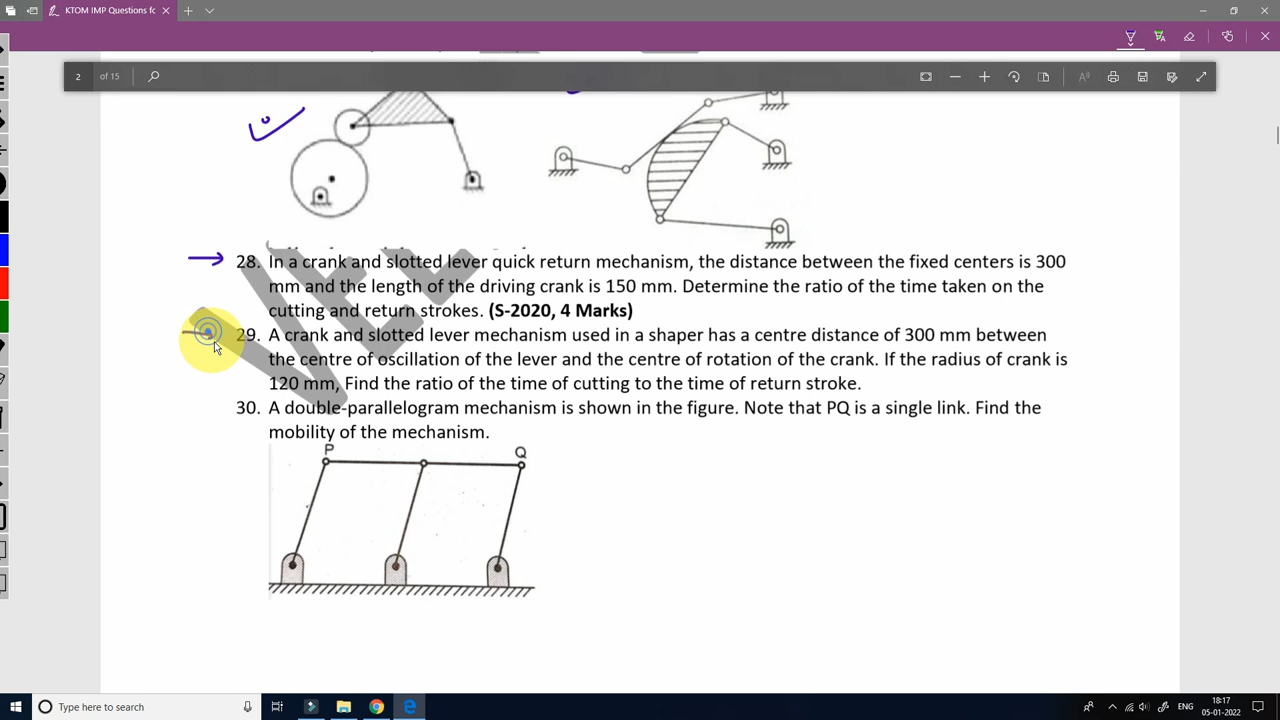 KTOM IMP Questions fc
2 of 15
28. In a crank and slotted lever quick return mechanism, the distance between the fixed centers is 300
mm and the length of the driving crank is 150 mm. Determine the ratio of the time taken on the
cutting and return strokes. (S-2020, 4 Marks)
29. A crank and slotted lever mechanism used in a shaper has a centre distance of 300 mm between
the centre of oscillation of the lever and the centre of rotation of the crank. If the radius of crank is
120 mm, Find the ratio of the time of cutting to the time of return stroke.
30. A double-parallelogram mechanism is shown in the figure. Note that PQ is a single link. Find the
mobility of the mechanism.
P Q
Type here to search
ENG
18:17
05-01-2022